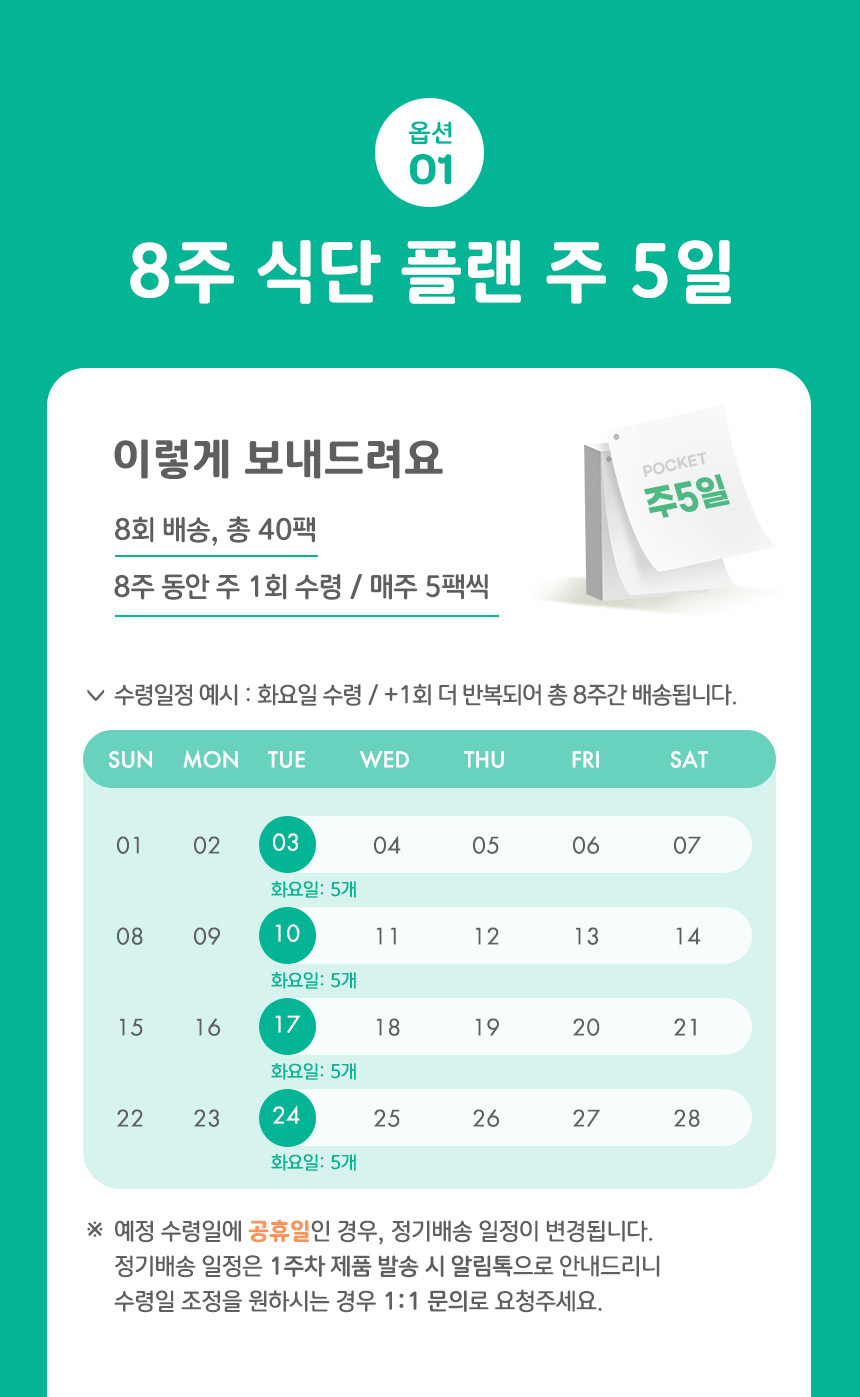 옵션
01
8주 식단 플랜 주 5일
이렇게 보내드려요
POCKET
주5일
8회 배송, 총 40팩
8주 동안 주 1회 수령 / 매주 5팩씩
수령일정 예시 : 화요일 수령 / +1회 더 반복되어 총 8주간 배송됩니다.
SUN MON TUE WED THU FRI SAT
01 02 03 04 05 06 07
화요일: 5개
08 09 10 11 12 13 14
화요일: 5개
15 16 17 18 19 20 21
화요일: 5개
22 23 24 25 26 27 28
화요일: 5개
※ 예정 수령일에 공휴일인 경우, 정기배송 일정이 변경됩니다.
정기배송 일정은 1주차 제품 발송 시 알림톡으로 안내드리니
수령일 조정을 원하시는 경우 1:1 문의로 요청주세요.